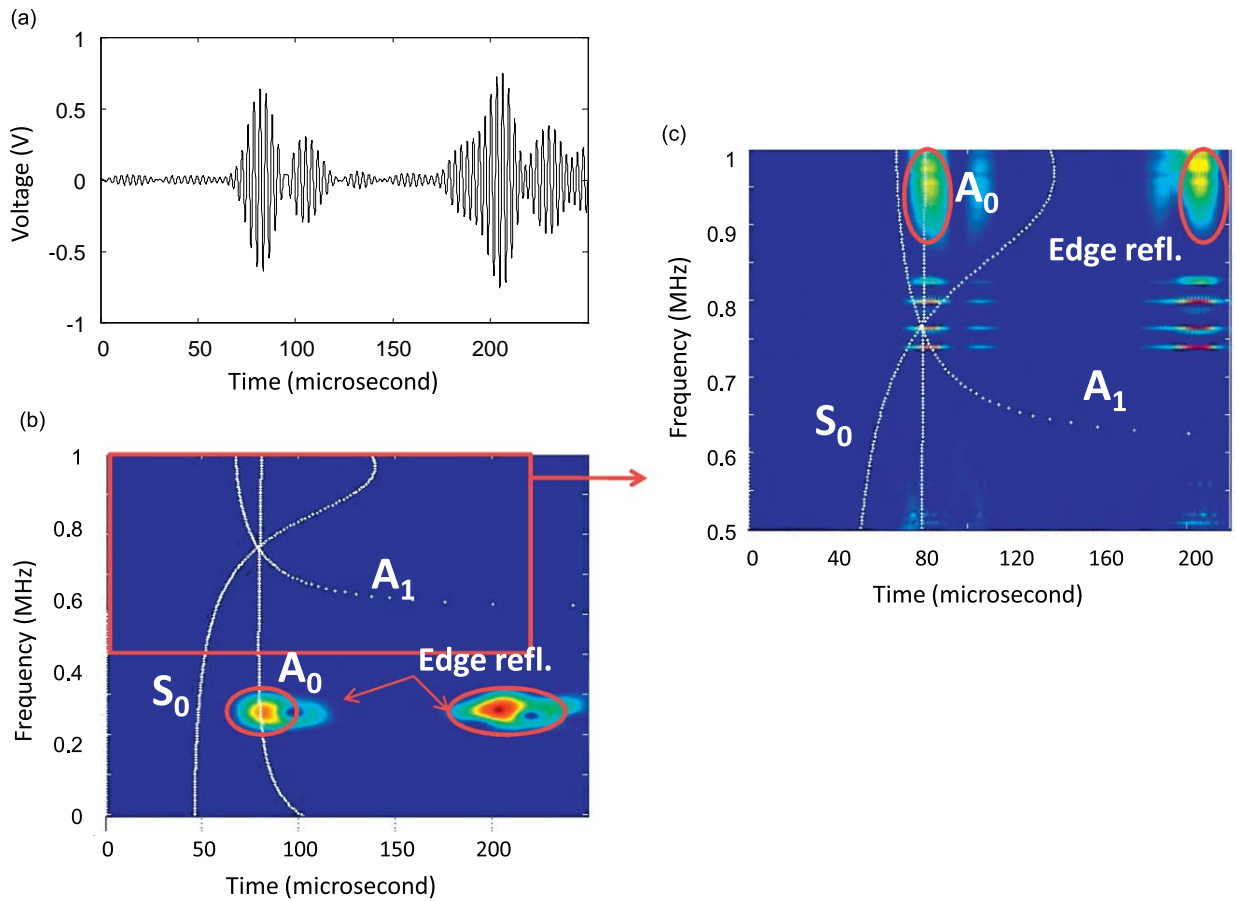 (a)
1
0.5
0
-0.5
-1
Voltage (V)
0 50 100 150 200
Time (microsecond)
(b)
1
0.8
0.6
0.4
0.2
0
Frequency (MHz)
A1
S0
A0
Edge refl.
0 50 100 150 200
Time (microsecond)
(c)
1
0.9
0.8
0.7
0.6
0.5
Frequency (MHz)
A0
Edge refl.
A1
S0
0 40 80 120 160 200
Time (microsecond)